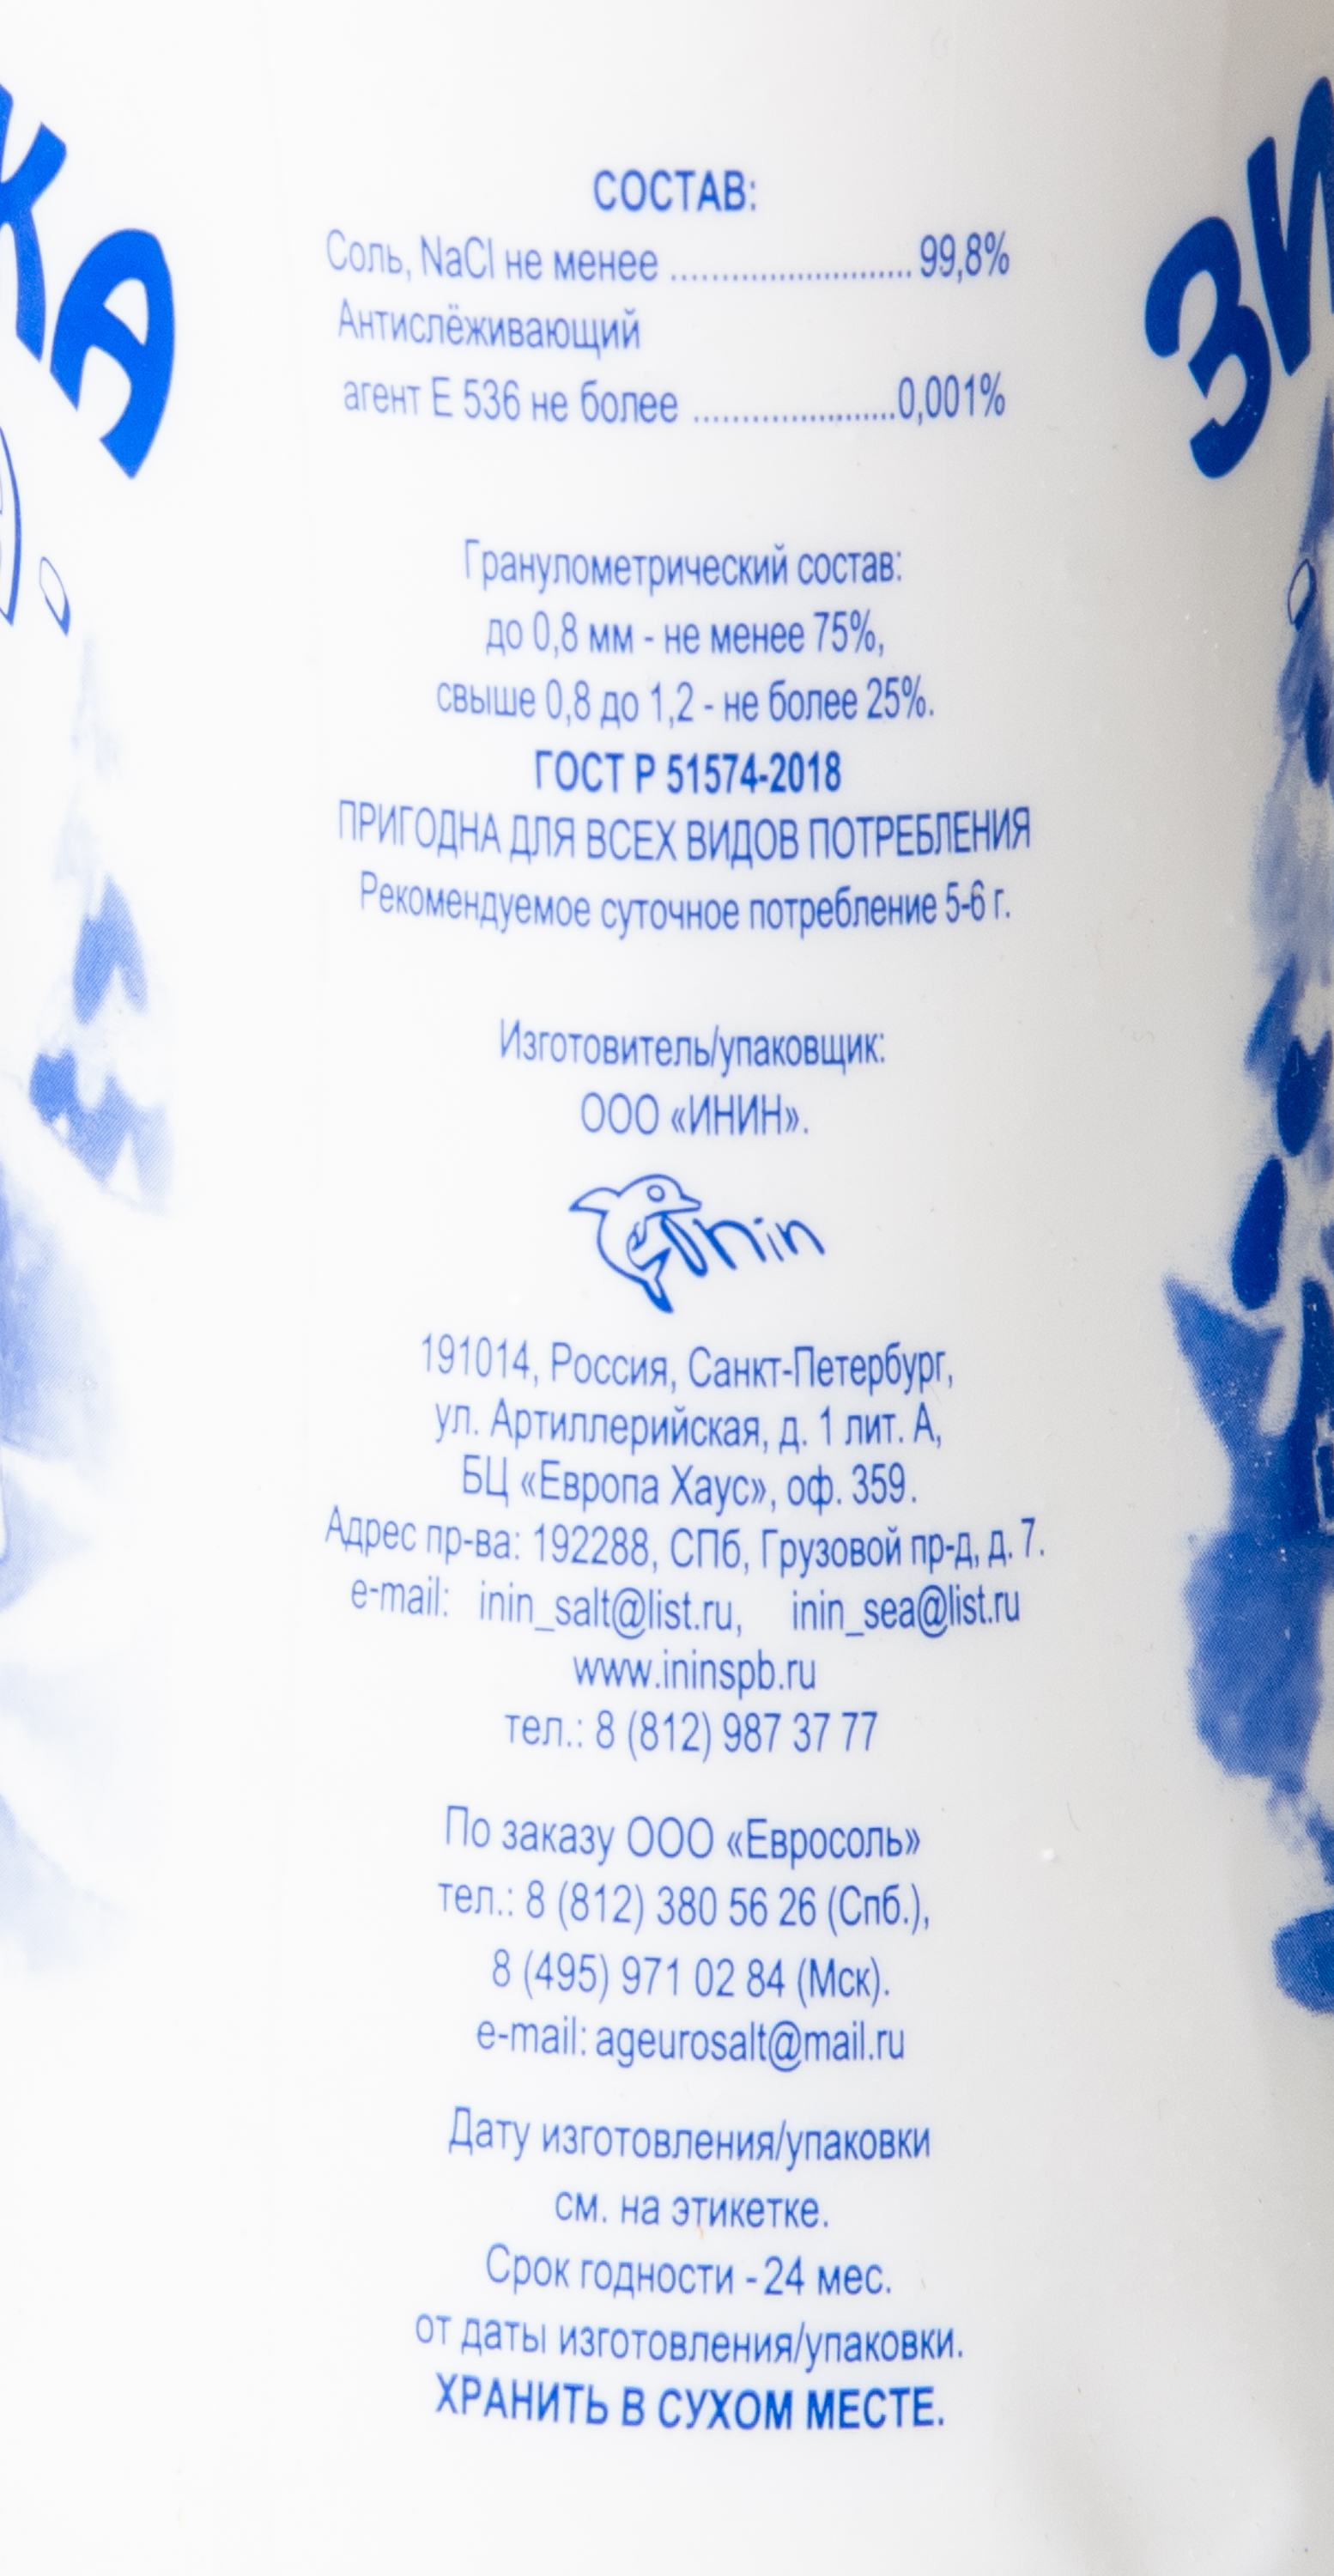 СОСТАВ:
Соль, NaCl не менее ........................... 99,8%
Антислёживающий
агент Е 536 не более ........................0,001%
Гранулометрический состав:
до 0,8 мм - не менее 75%,
свыше 0,8 до 1,2 - не более 25%.
ГОСТ Р 51574-2018
ПРИГОДНА ДЛЯ ВСЕХ ВИДОВ ПОТРЕБЛЕНИЯ
Рекомендуемое суточное потребление 5-6 г.
Изготовитель/упаковщик:
ООО «ИНИН».
inin
191014, Россия, Санкт-Петербург,
ул. Артиллерийская, д. 1 лит. А,
БЦ «Европа Хаус», оф. 359.
Адрес пр-ва: 192288, СПб, Грузовой пр-д, д. 7.
e-mail: inin_salt@list.ru, inin_sea@list.ru
www.ininspb.ru
тел.: 8 (812) 987 37 77
По заказу ООО «Евросоль»
тел.: 8 (812) 380 56 26 (Спб.),
8 (495) 971 02 84 (Мск).
e-mail: ageurosalt@mail.ru
Дату изготовления/упаковки
см. на этикетке.
Срок годности - 24 мес.
от даты изготовления/упаковки.
ХРАНИТЬ В СУХОМ МЕСТЕ.